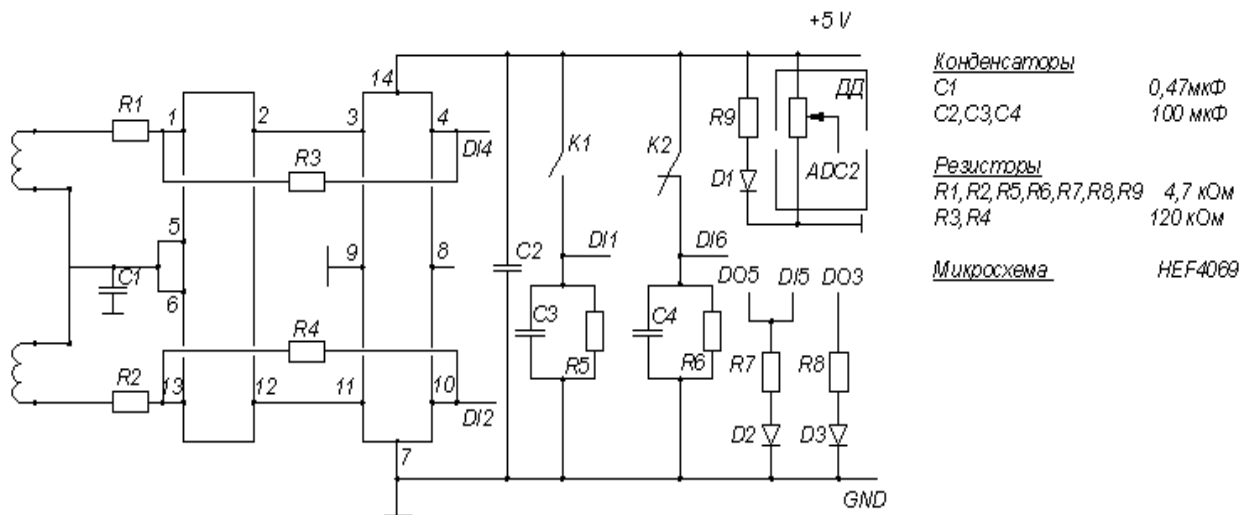 +5 V
14
R1
1
2
3
4
DI4
R3
K1
K2
R9
ДД
D1
ADC2
5
9
8
C1
6
C2
DI1
DI6
DO5
DI5
DO3
C3
R5
C4
R6
R7
R8
R4
R2
13
12
11
10
DI2
D2
D3
7
GND
Конденсаторы
C1 0,47мкФ
C2,C3,C4 100 мкФ
Резисторы
R1,R2,R5,R6,R7,R8,R9 4,7 кОм
R3,R4 120 кОм
Микросхема HEF4069